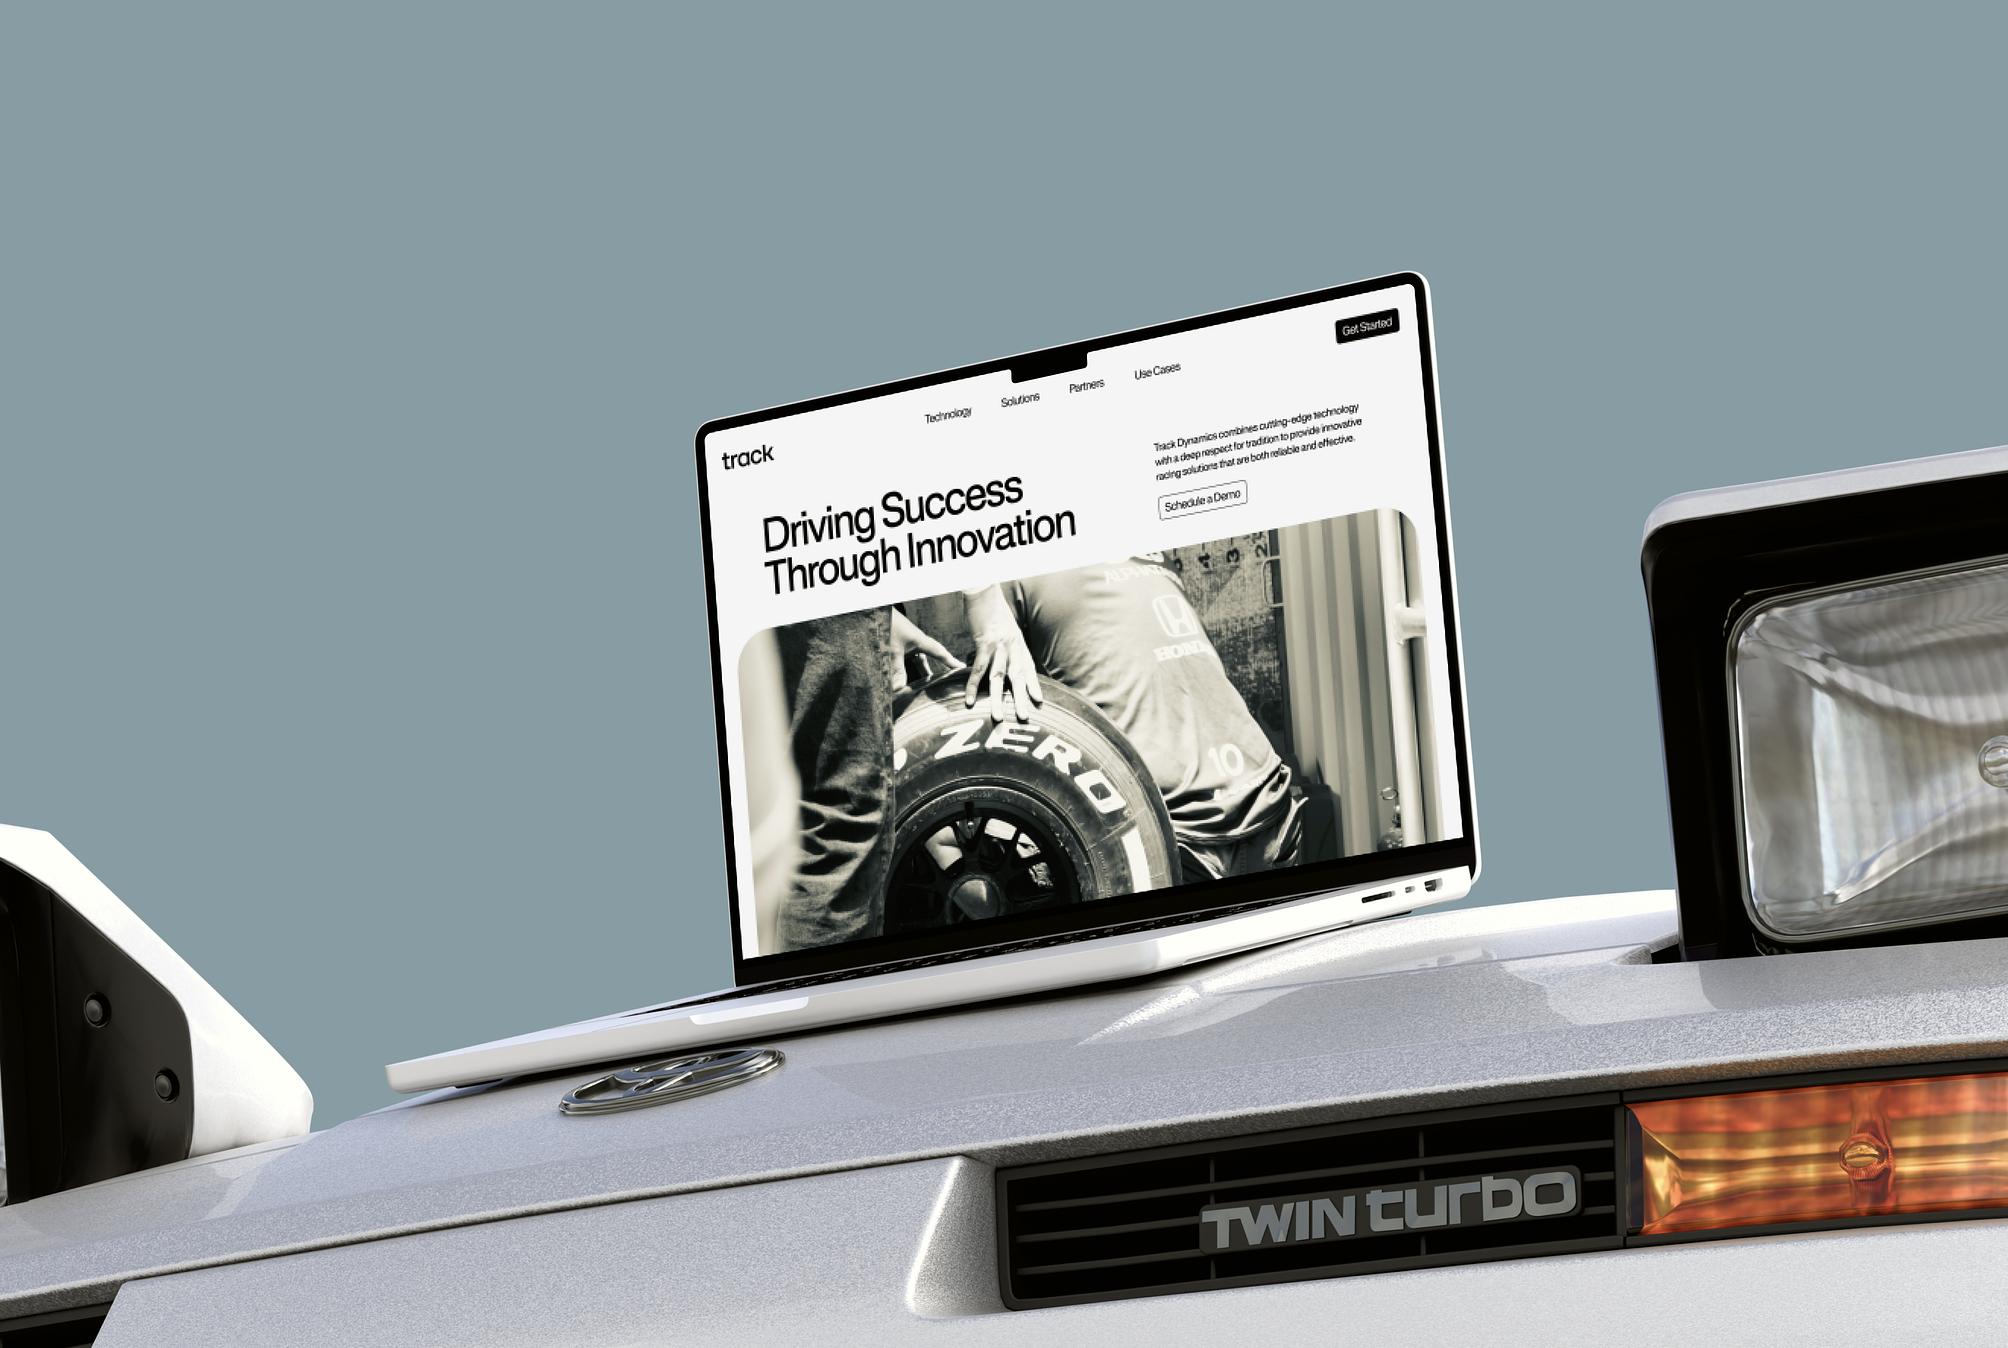 Get Started
Technology
Solutions
Partners
Use Cases
track
Track Dynamics combines cutting-edge technology
with a deep respect for tradition to provide innovative
racing solutions that are both reliable and effective.
Schedule a Demo
Driving Success
Through Innovation
HONDA
ZERO
10
TWIN turbo